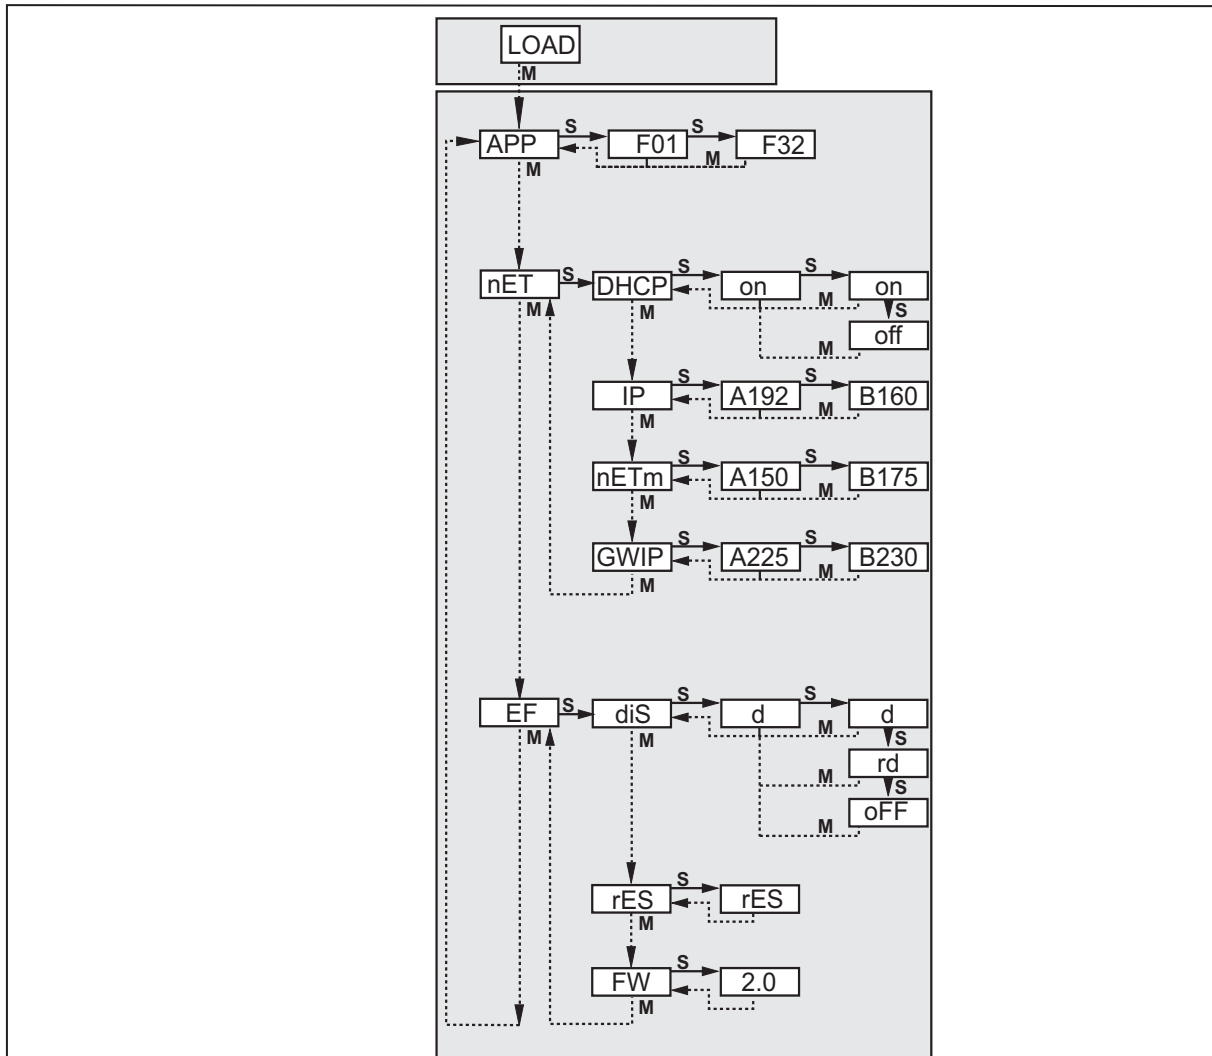 LOAD
M
S S
APP F01 F32
M M
S S
nET S DHCP on on
M M M S
M off
S S
IP A192 B160
M M
S S
nETm A150 B175
M M
S S
GWIP A225 B230
M M
S S
EF S diS d d
M M M S
M rd
S
M oFF
S
rES rES
M
S
FW 2.0
M